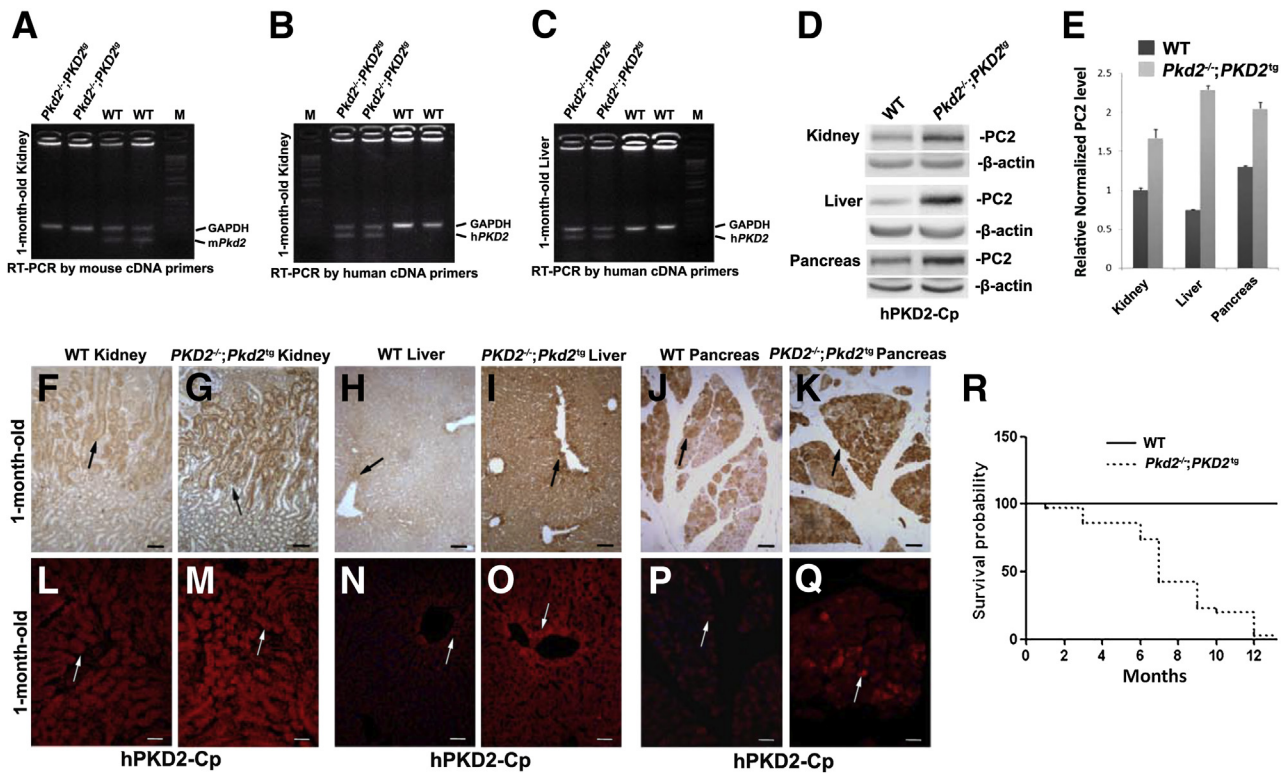 A
Pkd2-/-;PKD2tg
Pkd2-/-;PKD2tg
WT
WT
M
1-month-old Kidney
GAPDH
mPkd2
RT-PCR by mouse cDNA primers
B
M
Pkd2-/-;PKD2tg
Pkd2-/-;PKD2tg
WT
WT
1-month-old Kidney
GAPDH
hPKD2
RT-PCR by human cDNA primers
C
Pkd2-/-;PKD2tg
Pkd2-/-;PKD2tg
WT
WT
M
1-month-old Liver
GAPDH
hPKD2
RT-PCR by human cDNA primers
D
WT
Pkd2-/-;PKD2tg
Kidney
-PC2
-β-actin
Liver
-PC2
-β-actin
Pancreas
-PC2
-β-actin
hPKD2-Cp
E
WT
Pkd2-/-;PKD2tg
Relative Normalized PC2 level
2.5
2
1.5
1
0.5
0
Kidney
Liver
Pancreas
WT Kidney
PKD2-/-;Pkd2tg Kidney
WT Liver
PKD2-/-;Pkd2tg Liver
WT Pancreas
PKD2-/-;Pkd2tg Pancreas
1-month-old
F
G
H
I
J
K
1-month-old
L
M
N
O
P
Q
hPKD2-Cp
hPKD2-Cp
hPKD2-Cp
R
WT
Pkd2-/-;PKD2tg
Survival probability
150
100
50
0
0
2
4
6
8
10
12
Months